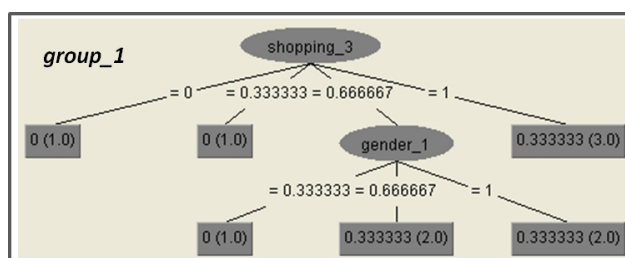 group_1
shopping_3
= 0 = 0.333333 = 0.666667 = 1
0 (1.0) 0 (1.0) gender_1 0.333333 (3.0)
= 0.333333 = 0.666667 = 1
0 (1.0) 0.333333 (2.0) 0.333333 (2.0)